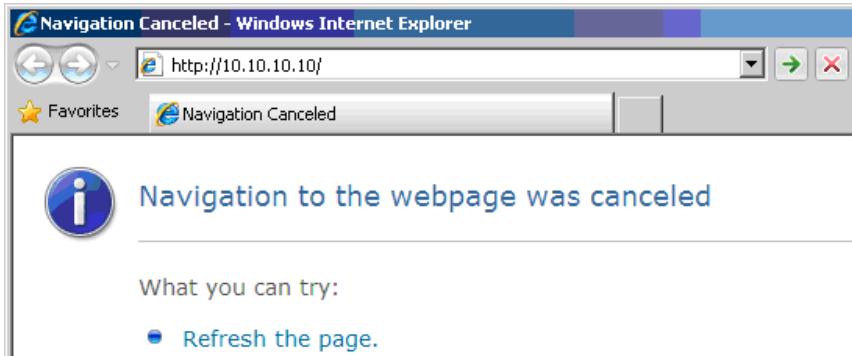 Navigation Canceled - Windows Internet Explorer
http://10.10.10.10/
Favorites
Navigation Canceled
Navigation to the webpage was canceled
What you can try:
Refresh the page.